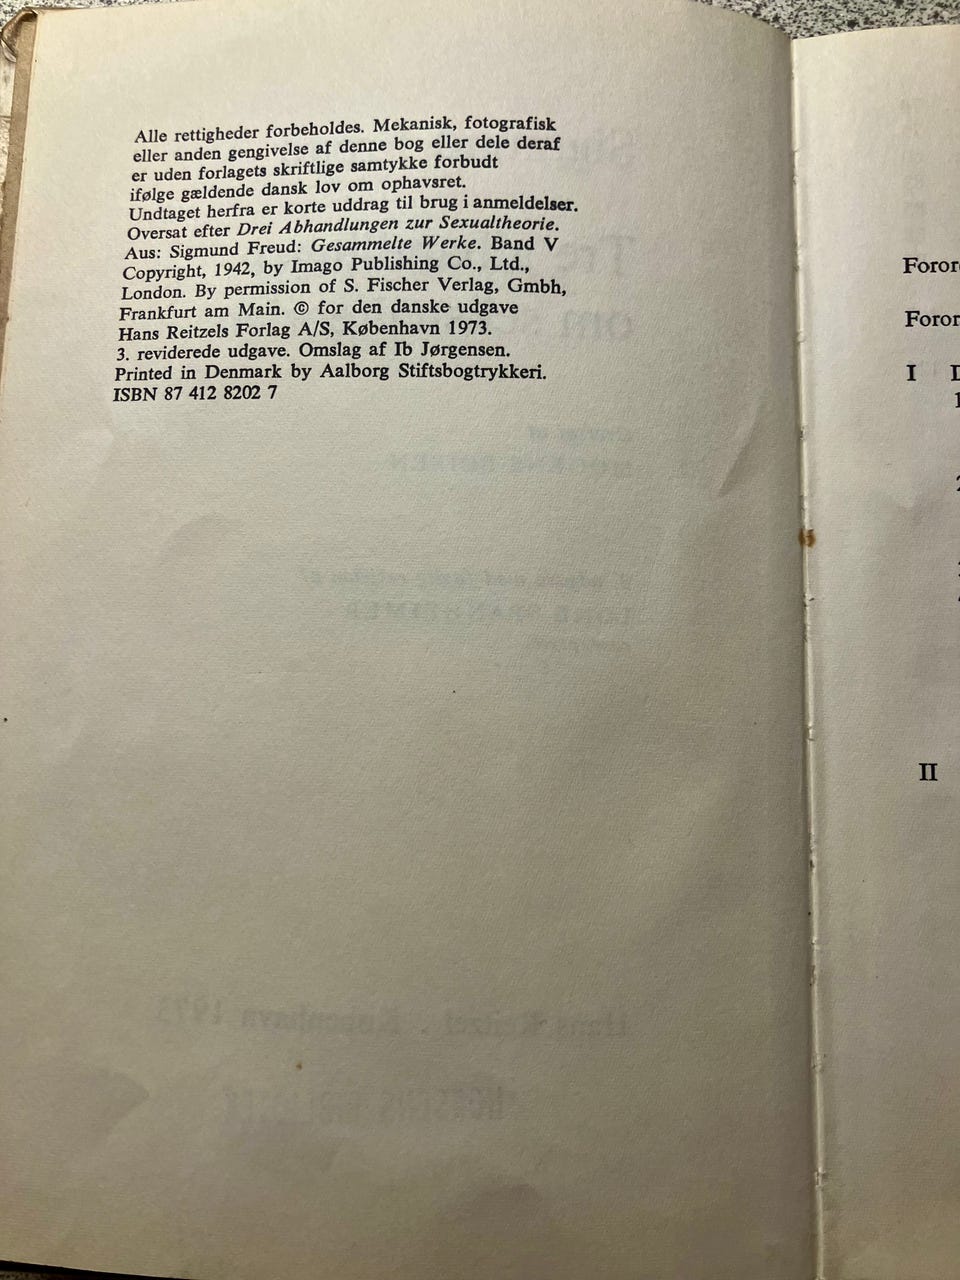 Alle rettigheder forbeholdes. Mekanisk, fotografisk
eller anden gengivelse af denne bog eller dele deraf
er uden forlagets skriftlige samtykke forbudt
ifølge gældende dansk lov om ophavsret.
Undtaget herfra er korte uddrag til brug i anmeldelser.
Oversat efter Drei Abhandlungen zur Sexualtheorie.
Aus: Sigmund Freud: Gesammelte Werke. Band V
Copyright, 1942, by Imago Publishing Co., Ltd.,
London. By permission of S. Fischer Verlag, Gmbh,
Frankfurt am Main. © for den danske udgave
Hans Reitzels Forlag A/S, København 1973.
3. reviderede udgave. Omslag af Ib Jørgensen.
Printed in Denmark by Aalborg Stiftsbogtrykkeri.
ISBN 87 412 8202 7
I
II